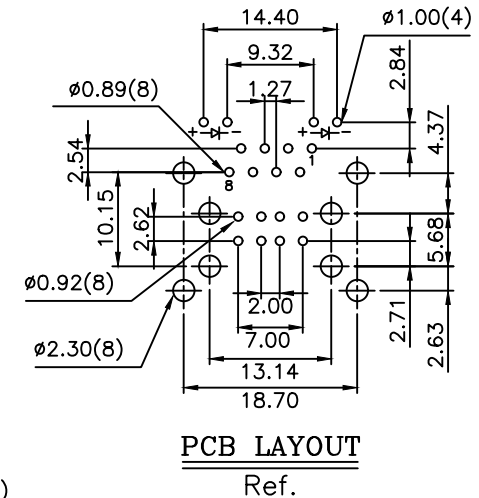 14.40
ø1.00(4)
9.32
2.84
1.27
ø0.89(8)
+ - + -
1
4.37
2.54
8
10.15
2.62
5.68
ø0.92(8)
2.00
2.71
7.00
2.63
ø2.30(8)
13.14
18.70
PCB LAYOUT
Ref.
)